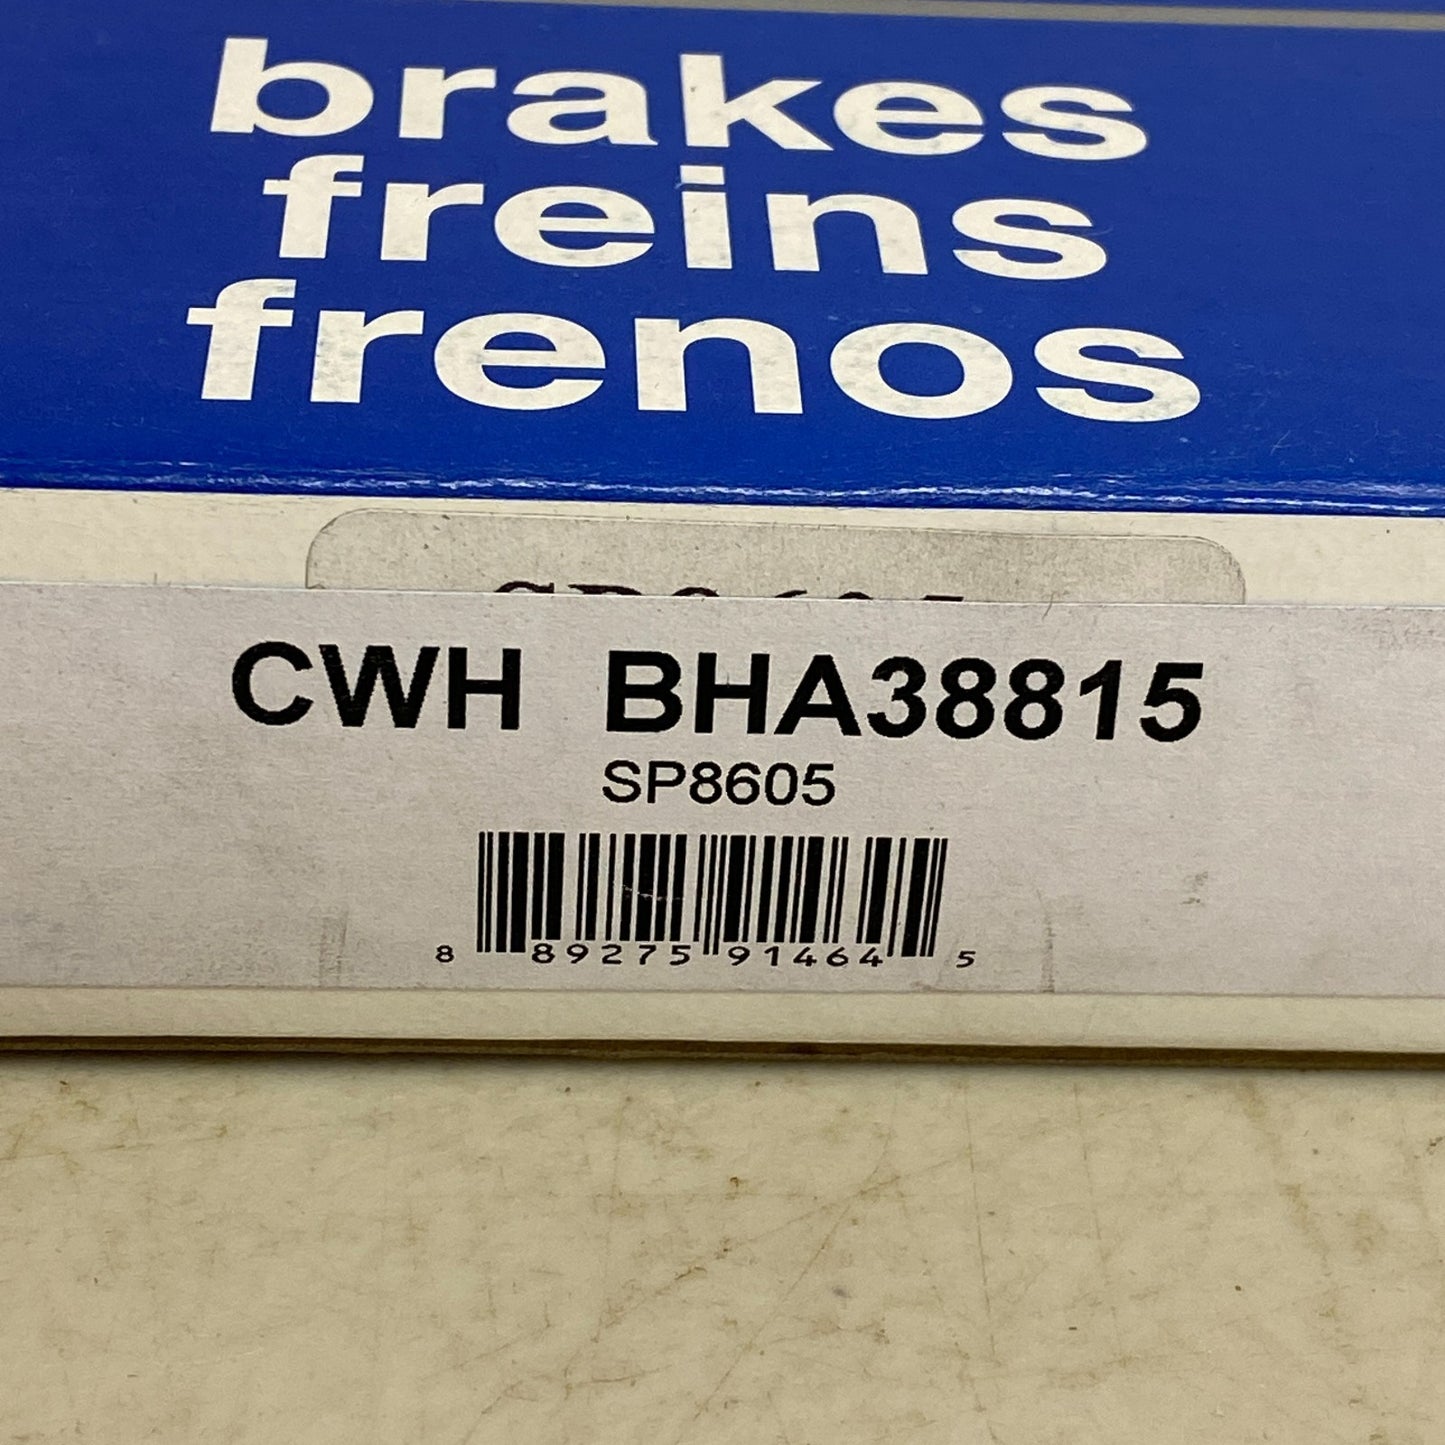 brakes
freins
frenos
CWH BHA38815
SP8605
8 89275 91464 5